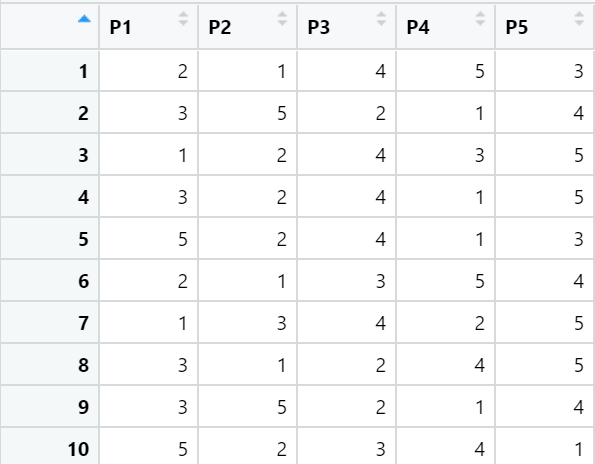 P1 P2 P3 P4 P5
1 2 1 4 5 3
2 3 5 2 1 4
3 1 2 4 3 5
4 3 2 4 1 5
5 5 2 4 1 3
6 2 1 3 5 4
7 1 3 4 2 5
8 3 1 2 4 5
9 3 5 2 1 4
10 5 2 3 4 1